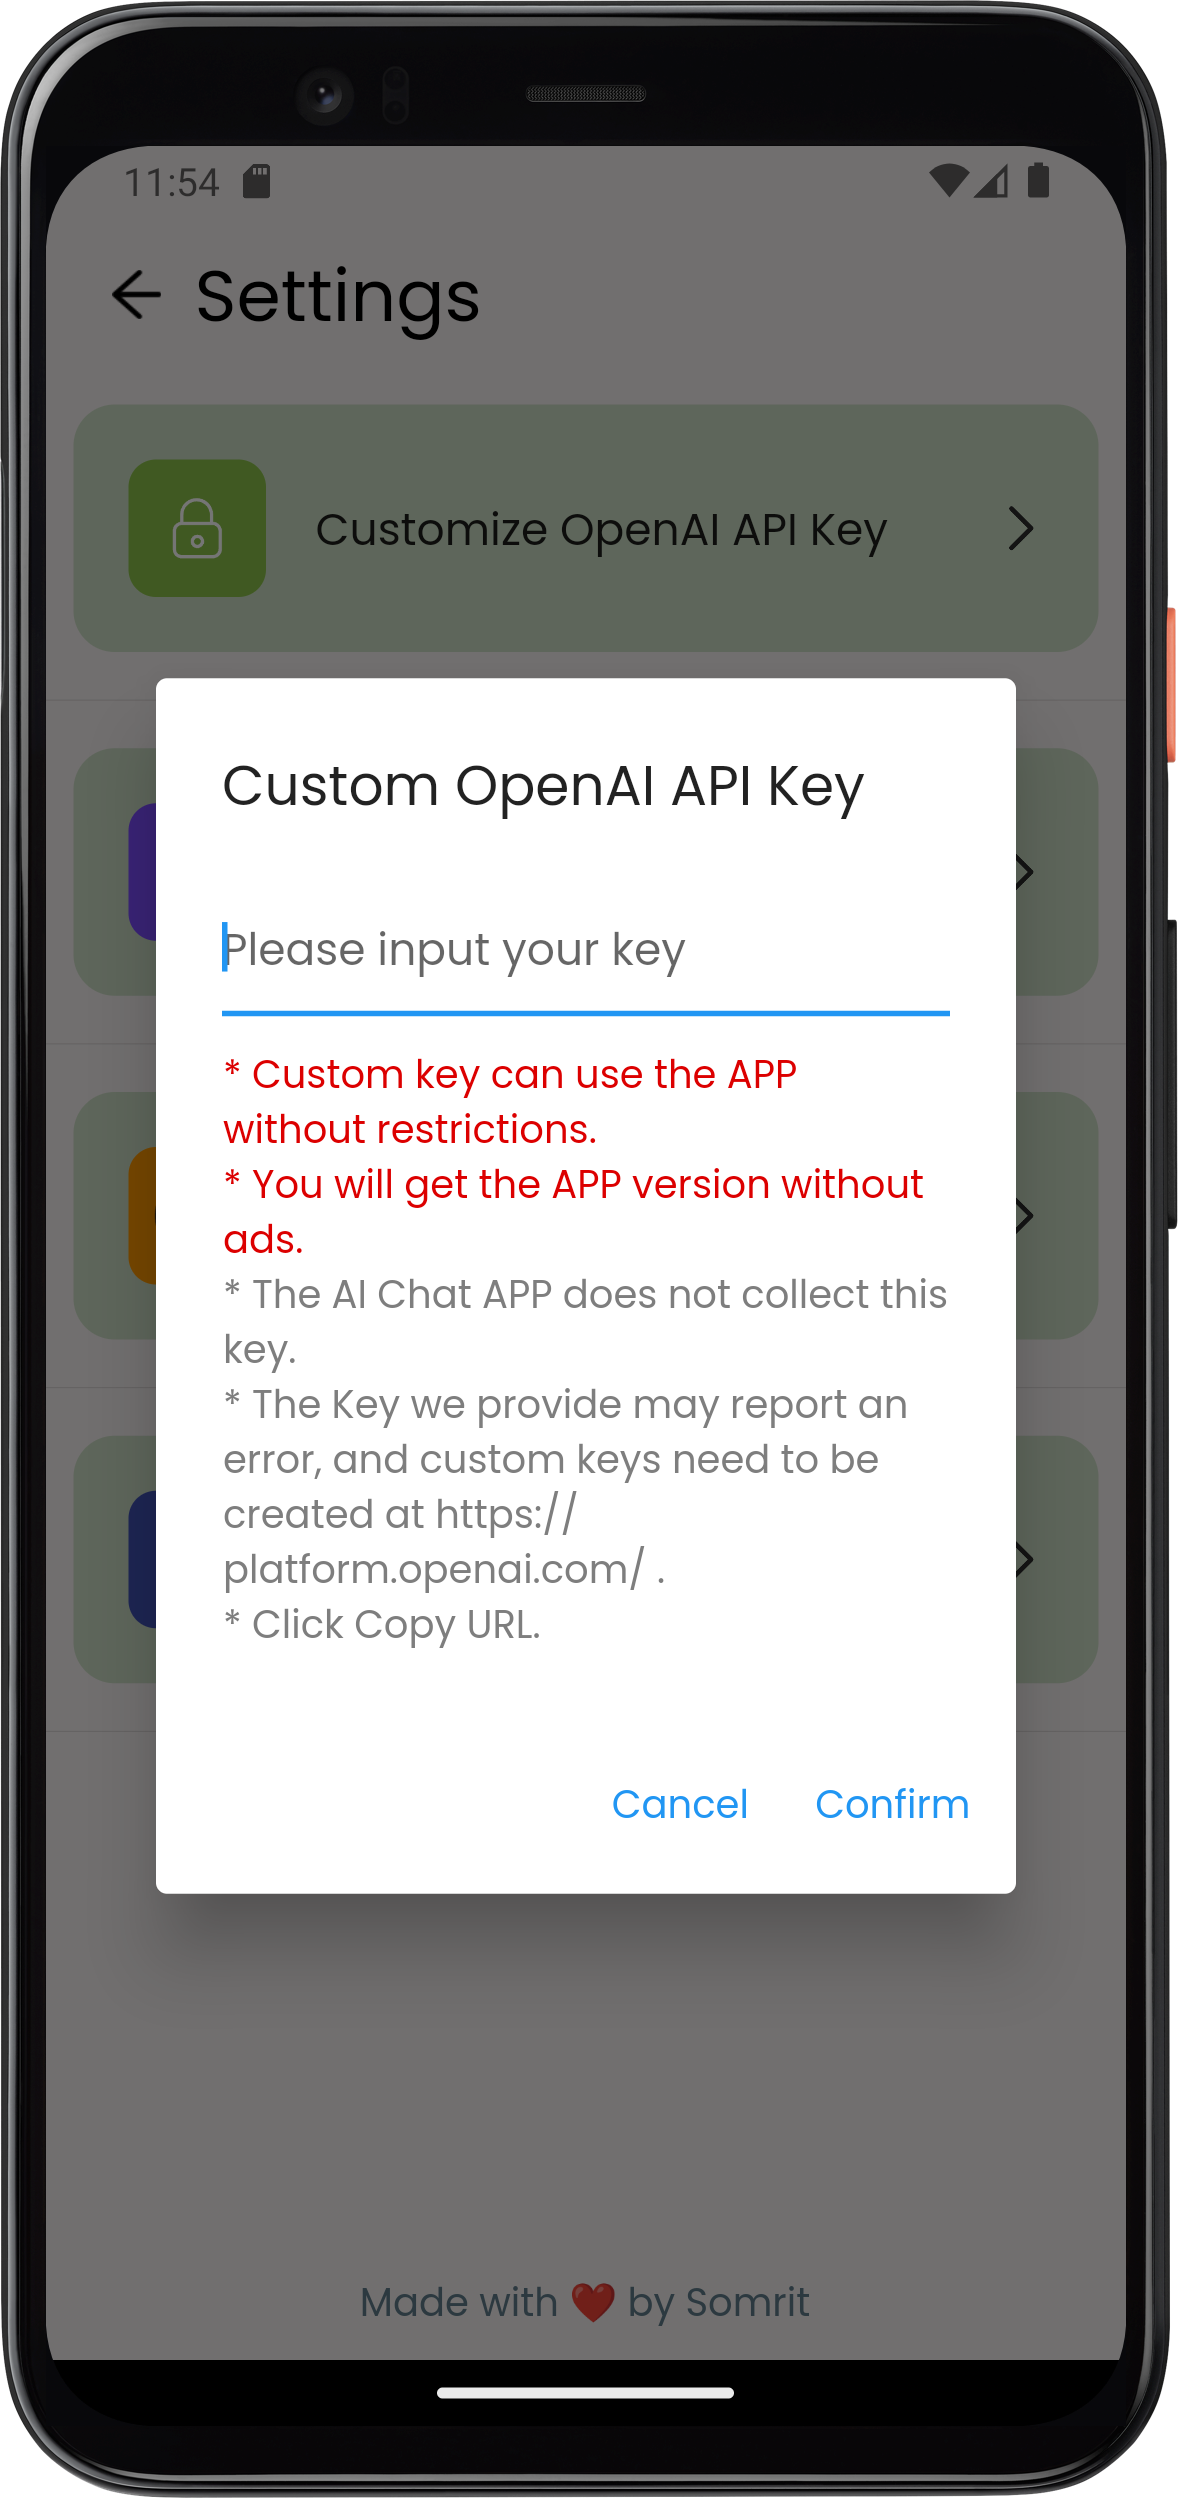 11:54
Settings
Customize OpenAI API Key
Custom OpenAI API Key
Please input your key
* Custom key can use the APP
without restrictions.
* You will get the APP version without
ads.
* The AI Chat APP does not collect this
key.
* The Key we provide may report an
error, and custom keys need to be
created at https://
platform.openai.com/ .
* Click Copy URL.
Cancel Confirm
Made with ❤️ by Somrit